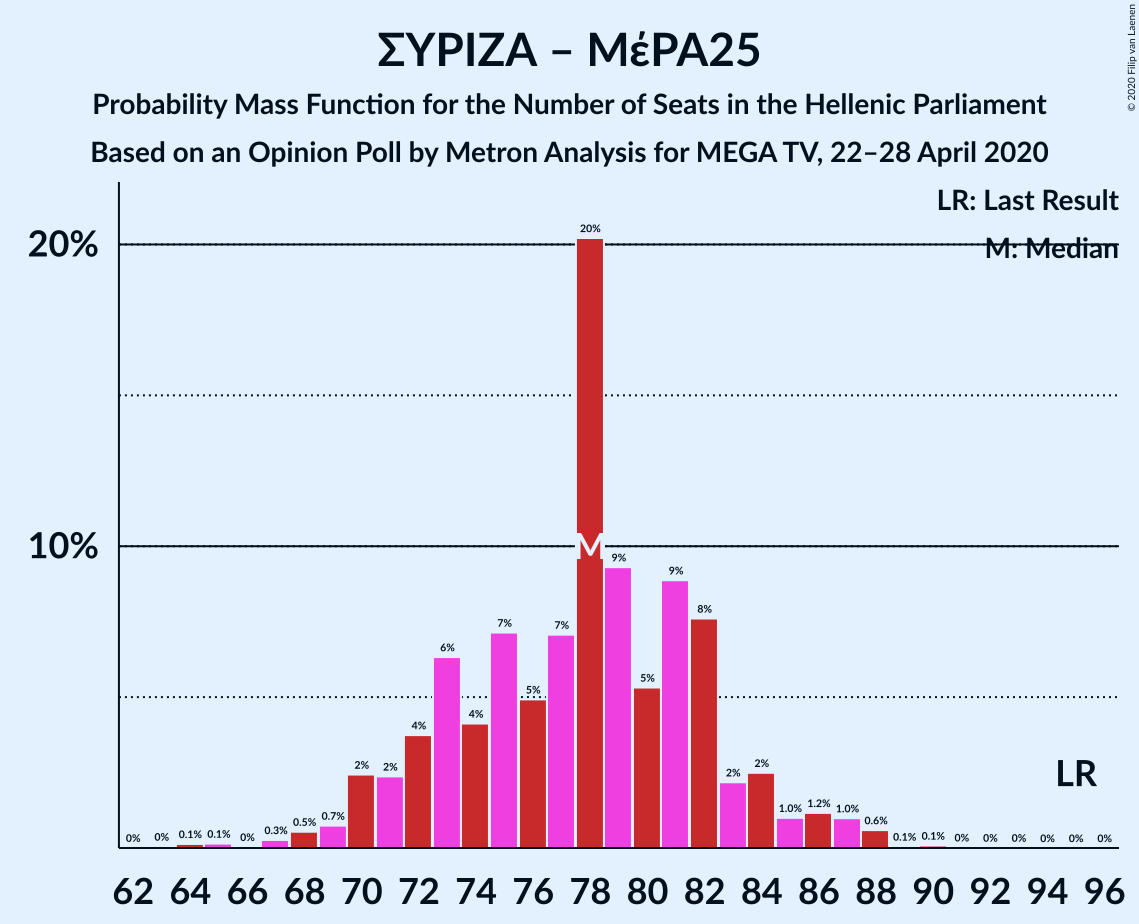 ΣΥΡΙΖΑ – ΜέΡΑ25
Probability Mass Function for the Number of Seats in the Hellenic Parliament
Based on an Opinion Poll by Metron Analysis for MEGA TV, 22–28 April 2020
© 2020 Filip van Laenen
LR: Last Result
M: Median
20%
10%
0% 0% 0.1% 0.1% 0% 0.3% 0.5% 0.7% 2% 2% 4% 6% 4% 7% 5% 7% 20% 9% 5% 9% 8% 2% 2% 1.0% 1.2% 1.0% 0.6% 0.1% 0.1% 0% 0% 0% 0% 0% 0%
M
LR
62 64 66 68 70 72 74 76 78 80 82 84 86 88 90 92 94 96